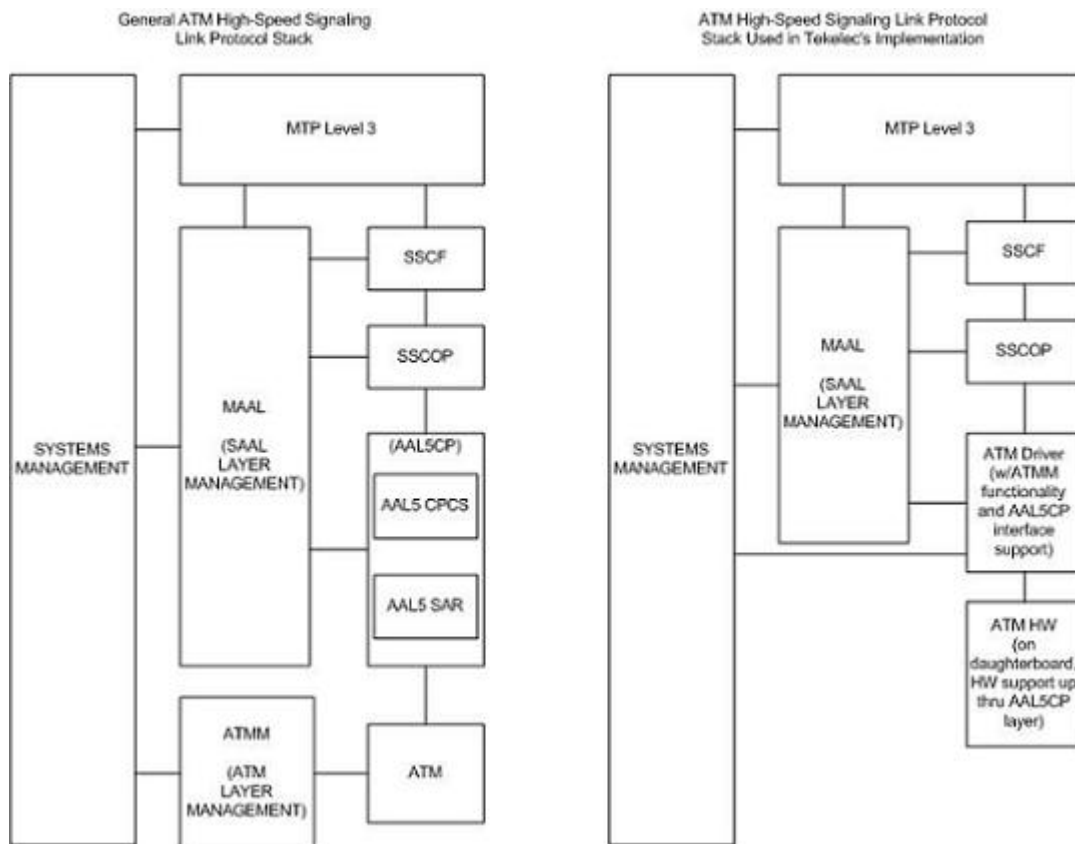 General ATM High-Speed Signaling
Link Protocol Stack
MTP Level 3
SSCF
SSCOP
MAAL
(SAAL
LAYER
MANAGEMENT)
SYSTEMS
MANAGEMENT
(AAL5CP)
AAL5 CPCS
AAL5 SAR
ATMM
(ATM
LAYER
MANAGEMENT)
ATM
ATM High-Speed Signaling Link Protocol
Stack Used in Tekelec's Implementation
MTP Level 3
SSCF
SSCOP
MAAL
(SAAL
LAYER
MANAGEMENT)
SYSTEMS
MANAGEMENT
ATM Driver
(w/ATMM
functionality
and AAL5CP
interface
support)
ATM HW
(on
daughterboard,
HW support up
thru AAL5CP
layer)